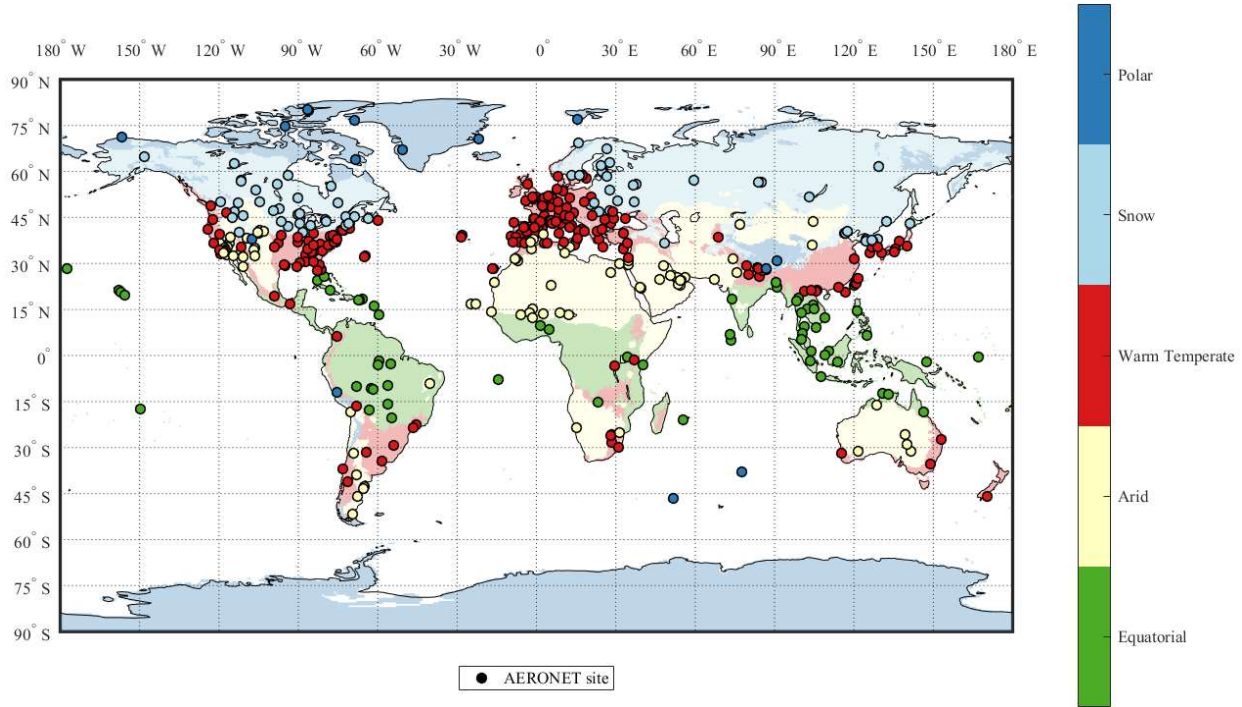 180° W 150° W 120° W 90° W 60° W 30° W 0° E 30° E 60° E 90° E 120° E 150° E 180° E
90° N
75° N
60° N
45° N
30° N
15° N
0°
15° S
30° S
45° S
60° S
75° S
90° S
Polar
Snow
Warm Temperate
Arid
Equatorial
AERONET site